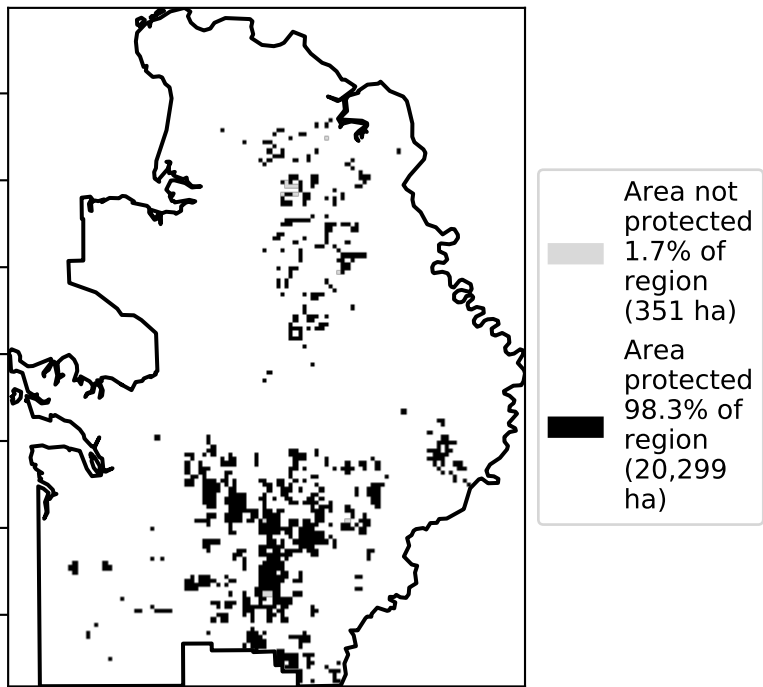 Area not
protected
1.7% of
region
(351 ha)
Area
protected
98.3% of
region
(20,299
ha)